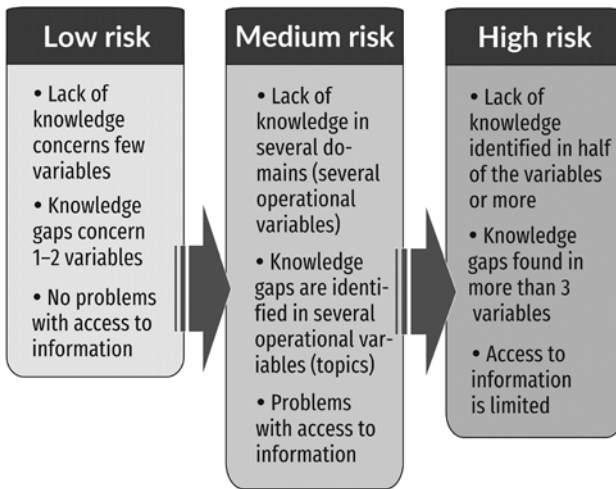 Low risk
• Lack of
knowledge
concerns few
variables
• Knowledge
gaps concern
1–2 variables
• No problems
with access to
information
Medium risk
• Lack of
knowledge in
several do-
mains (several
operational
variables)
• Knowledge
gaps are identi-
fied in several
operational var-
iables (topics)
• Problems
with access to
information
High risk
• Lack of
knowledge
identified in half
of the variables
or more
• Knowledge
gaps found in
more than 3
variables
• Access to
information
is limited